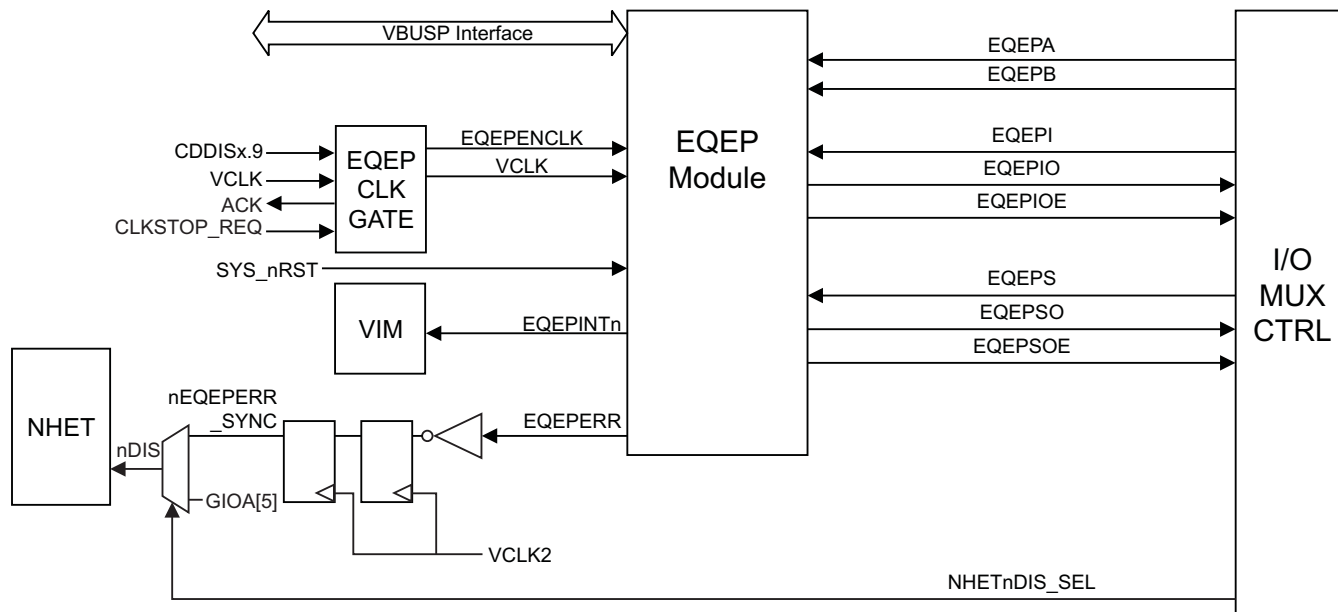 VBUSP Interface
EQEPA
EQEPB
EQEP
Module
CDDISx.9
VCLK
ACK
CLKSTOP_REQ
EQEP
CLK
GATE
EQEPENCLK
VCLK
EQEPI
EQEPIO
EQEPIOE
SYS_nRST
I/O
MUX
CTRL
EQEPS
EQEPSO
EQEPSOE
VIM
EQEPINTn
NHET
nDIS
nEQEPERR
_SYNC
EQEPERR
GIOA[5]
VCLK2
NHETnDIS_SEL